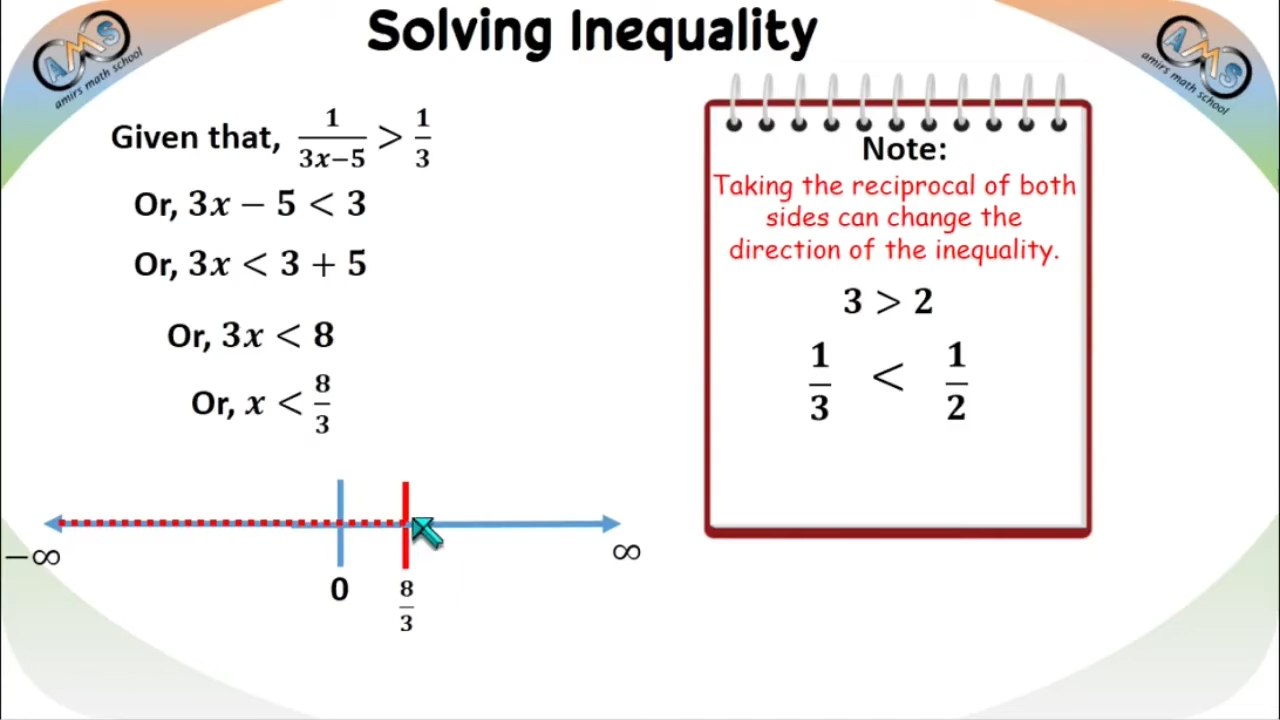 Solving Inequality
AMS
amirs math school
AMS
amirs math school
Given that, 1/(3x−5) > 1/3
Or, 3x − 5 < 3
Or, 3x < 3 + 5
Or, 3x < 8
Or, x < 8/3
−∞
0
8/3
∞
Note:
Taking the reciprocal of both
sides can change the
direction of the inequality.
3 > 2
1/3 < 1/2